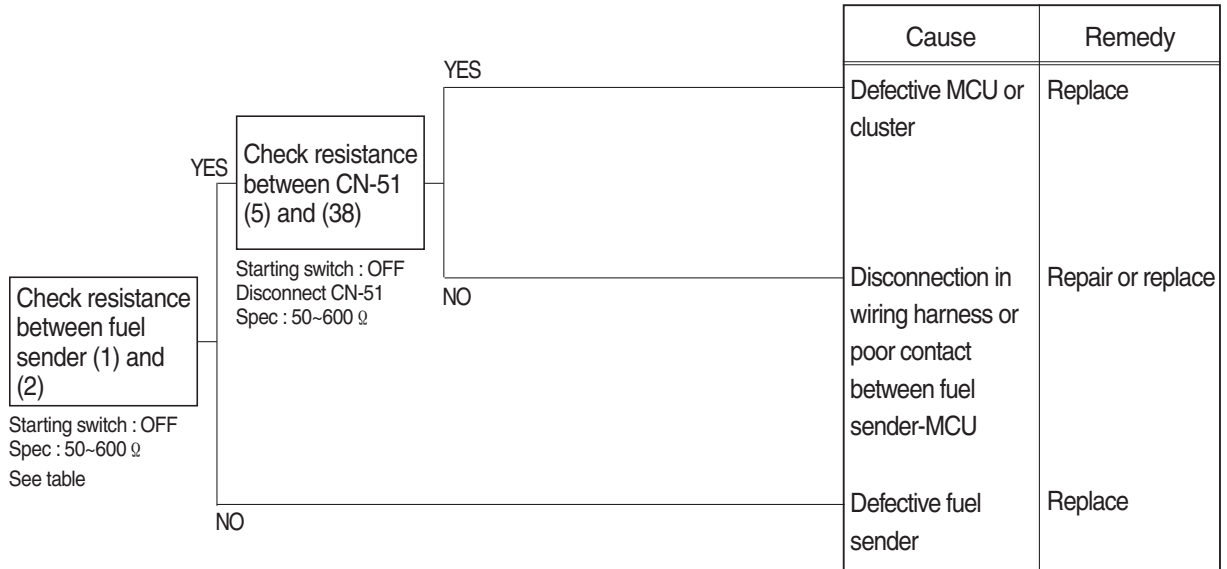 Cause
Remedy
YES
Defective MCU or
cluster
Replace
YES
Check resistance
between CN-51
(5) and (38)
Starting switch : OFF
Disconnect CN-51
Spec : 50~600 Ω
NO
Disconnection in
wiring harness or
poor contact
between fuel
sender-MCU
Repair or replace
Check resistance
between fuel
sender (1) and
(2)
Starting switch : OFF
Spec : 50~600 Ω
See table
NO
Defective fuel
sender
Replace